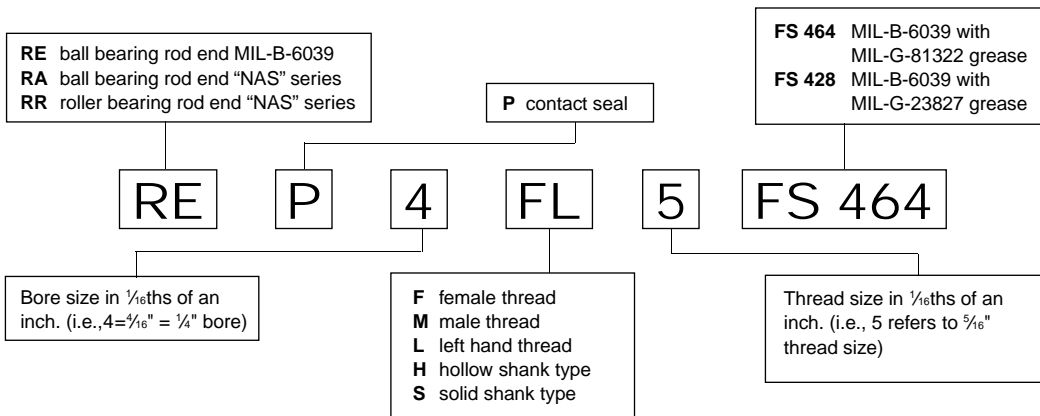 RE ball bearing rod end MIL-B-6039
RA ball bearing rod end “NAS” series
RR roller bearing rod end “NAS” series
P contact seal
FS 464 MIL-B-6039 with
MIL-G-81322 grease
FS 428 MIL-B-6039 with
MIL-G-23827 grease
RE P 4 FL 5 FS 464
Bore size in 1⁄16ths of an
inch. (i.e.,4=4⁄16" = 1⁄4" bore)
F female thread
M male thread
L left hand thread
H hollow shank type
S solid shank type
Thread size in 1⁄16ths of an
inch. (i.e., 5 refers to 5⁄16"
thread size)